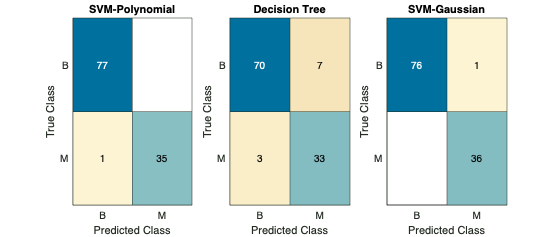 SVM-Polynomial
True Class
B
77
M
1
35
B
M
Predicted Class
Decision Tree
True Class
B
70
7
M
3
33
B
M
Predicted Class
SVM-Gaussian
True Class
B
76
1
M
36
B
M
Predicted Class